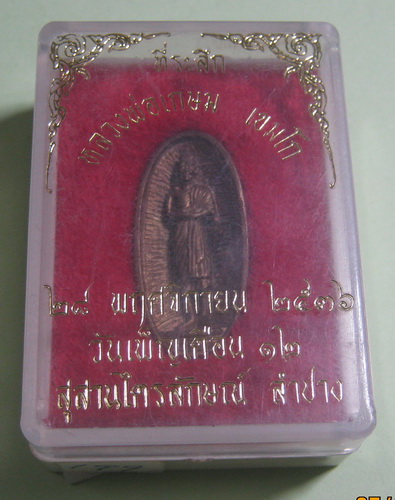 ที่ระลึก
หลวงพ่อเกษม เขมโก
๒๘ พฤศจิกายน ๒๕๓๖
วันเพ็ญเดือน ๑๒
สุสานไตรลักษณ์ ลำปาง